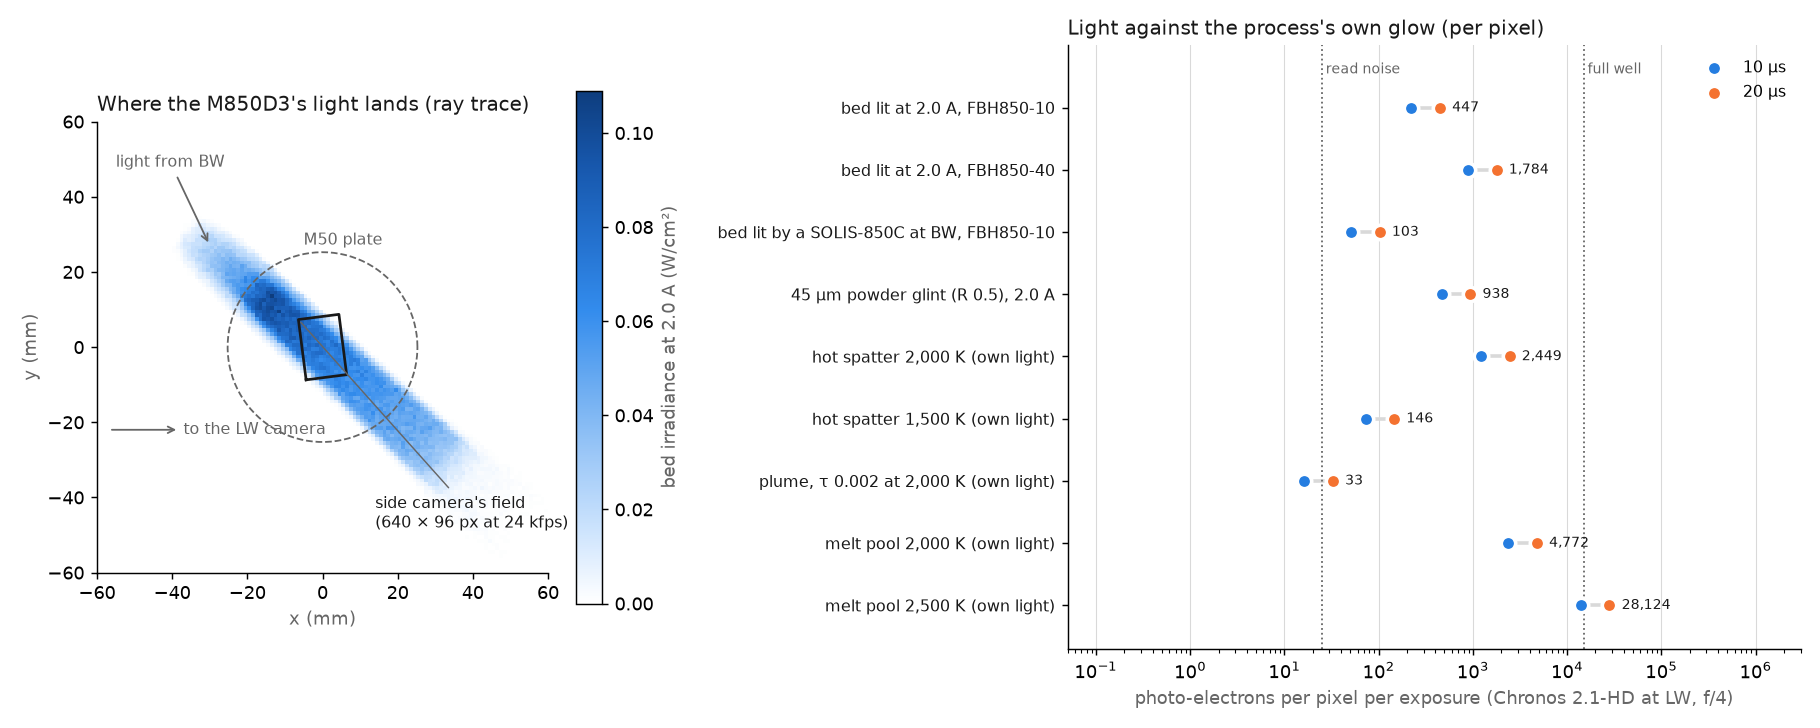 Where the M850D3's light lands (ray trace)
60
40
20
0
−20
−40
−60
y (mm)
−60
−40
−20
0
20
40
60
x (mm)
light from BW
M50 plate
to the LW camera
side camera's field
(640 × 96 px at 24 kfps)
0.10
0.08
0.06
0.04
0.02
0.00
bed irradiance at 2.0 A (W/cm²)
Light against the process's own glow (per pixel)
read noise
full well
10 µs
20 µs
bed lit at 2.0 A, FBH850-10
447
bed lit at 2.0 A, FBH850-40
1,784
bed lit by a SOLIS-850C at BW, FBH850-10
103
45 µm powder glint (R 0.5), 2.0 A
938
hot spatter 2,000 K (own light)
2,449
hot spatter 1,500 K (own light)
146
plume, τ 0.002 at 2,000 K (own light)
33
melt pool 2,000 K (own light)
4,772
melt pool 2,500 K (own light)
28,124
10⁻¹
10⁰
10¹
10²
10³
10⁴
10⁵
10⁶
photo-electrons per pixel per exposure (Chronos 2.1-HD at LW, f/4)